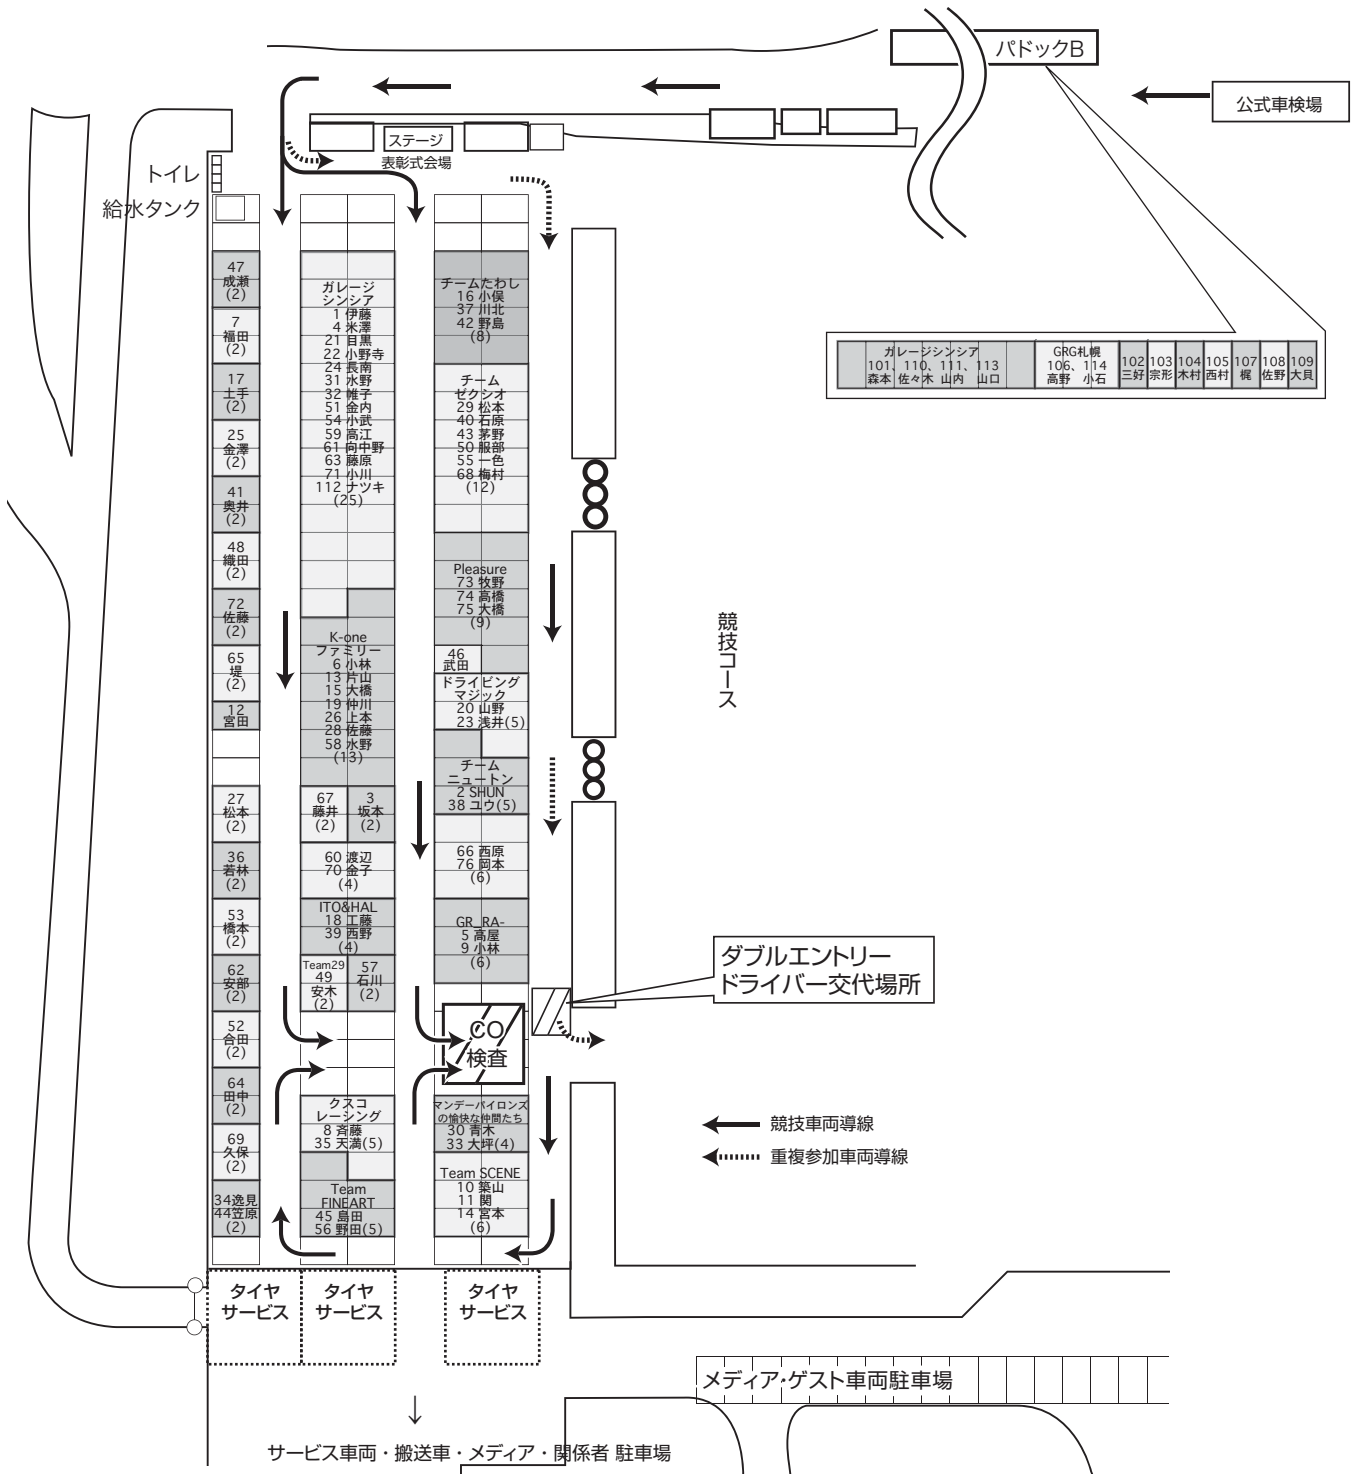 パドックB
公式車検場
ステージ
表彰式会場
トイレ
給水タンク
47
成瀬
(2)
7
福田
(2)
17
上手
(2)
25
金澤
(2)
41
奥井
(2)
48
織田
(2)
72
佐藤
(2)
65
堤
(2)
12
宮田
27
松本
(2)
36
若林
(2)
53
橋本
(2)
62
安部
(2)
52
合田
(2)
64
田中
(2)
69
久保
(2)
34逸見
44笠原
(2)
ガレージ
シンシア
1 伊藤
4 米澤
21 目黒
22 小野寺
24 長南
31 水野
32 帷子
51 金内
54 小武
59 高江
61 向中野
63 藤原
71 小川
112 ナツキ
(25)
K-one
ファミリー
6 小林
13 片山
15 大橋
19 仲川
26 上本
28 佐藤
58 水野
(13)
67
藤井
(2)
3
坂本
(2)
60 渡辺
70 金子
(4)
ITO&HAL
18 工藤
39 西野
(4)
Team29
49
安木
(2)
57
石川
(2)
クスコ
レーシング
8 斉藤
35 天満(5)
Team
FINEART
45 島田
56 野田(5)
チームたわし
16 小俣
37 川北
42 野島
(8)
チーム
ゼクシオ
29 松本
40 石原
43 茅野
50 服部
55 一色
68 梅村
(12)
Pleasure
73 牧野
74 高橋
75 大橋
(9)
46
武田
ドライビング
マジック
20 山野
23 浅井(5)
チーム
ニュートン
2 SHUN
38 ユウ(5)
66 西原
76 岡本
(6)
GR_RA-
5 髙屋
9 小林
(6)
CO
検査
マンデーパイロンズ
の愉快な仲間たち
30 青木
33 大坪(4)
Team SCENE
10 築山
11 関
14 宮本
(6)
ガレージシンシア
101、110、111、113
森本 佐々木 山内 山口
GRG札幌
106、114
高野 小石
102
三好
103
宗形
104
木村
105
西村
107
梶
108
佐野
109
大貝
競技コース
ダブルエントリー
ドライバー交代場所
競技車両導線
重複参加車両導線
タイヤ
サービス
タイヤ
サービス
タイヤ
サービス
メディア・ゲスト車両駐車場
↓
サービス車両・搬送車・メディア・関係者 駐車場